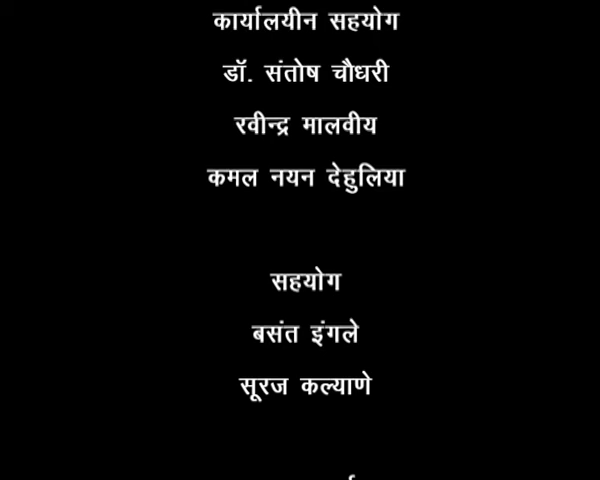 कार्यालयीन सहयोग
डॉ. संतोष चौधरी
रवीन्द्र मालवीय
कमल नयन देहुलिया
सहयोग
बसंत इंगले
सूरज कल्याणे